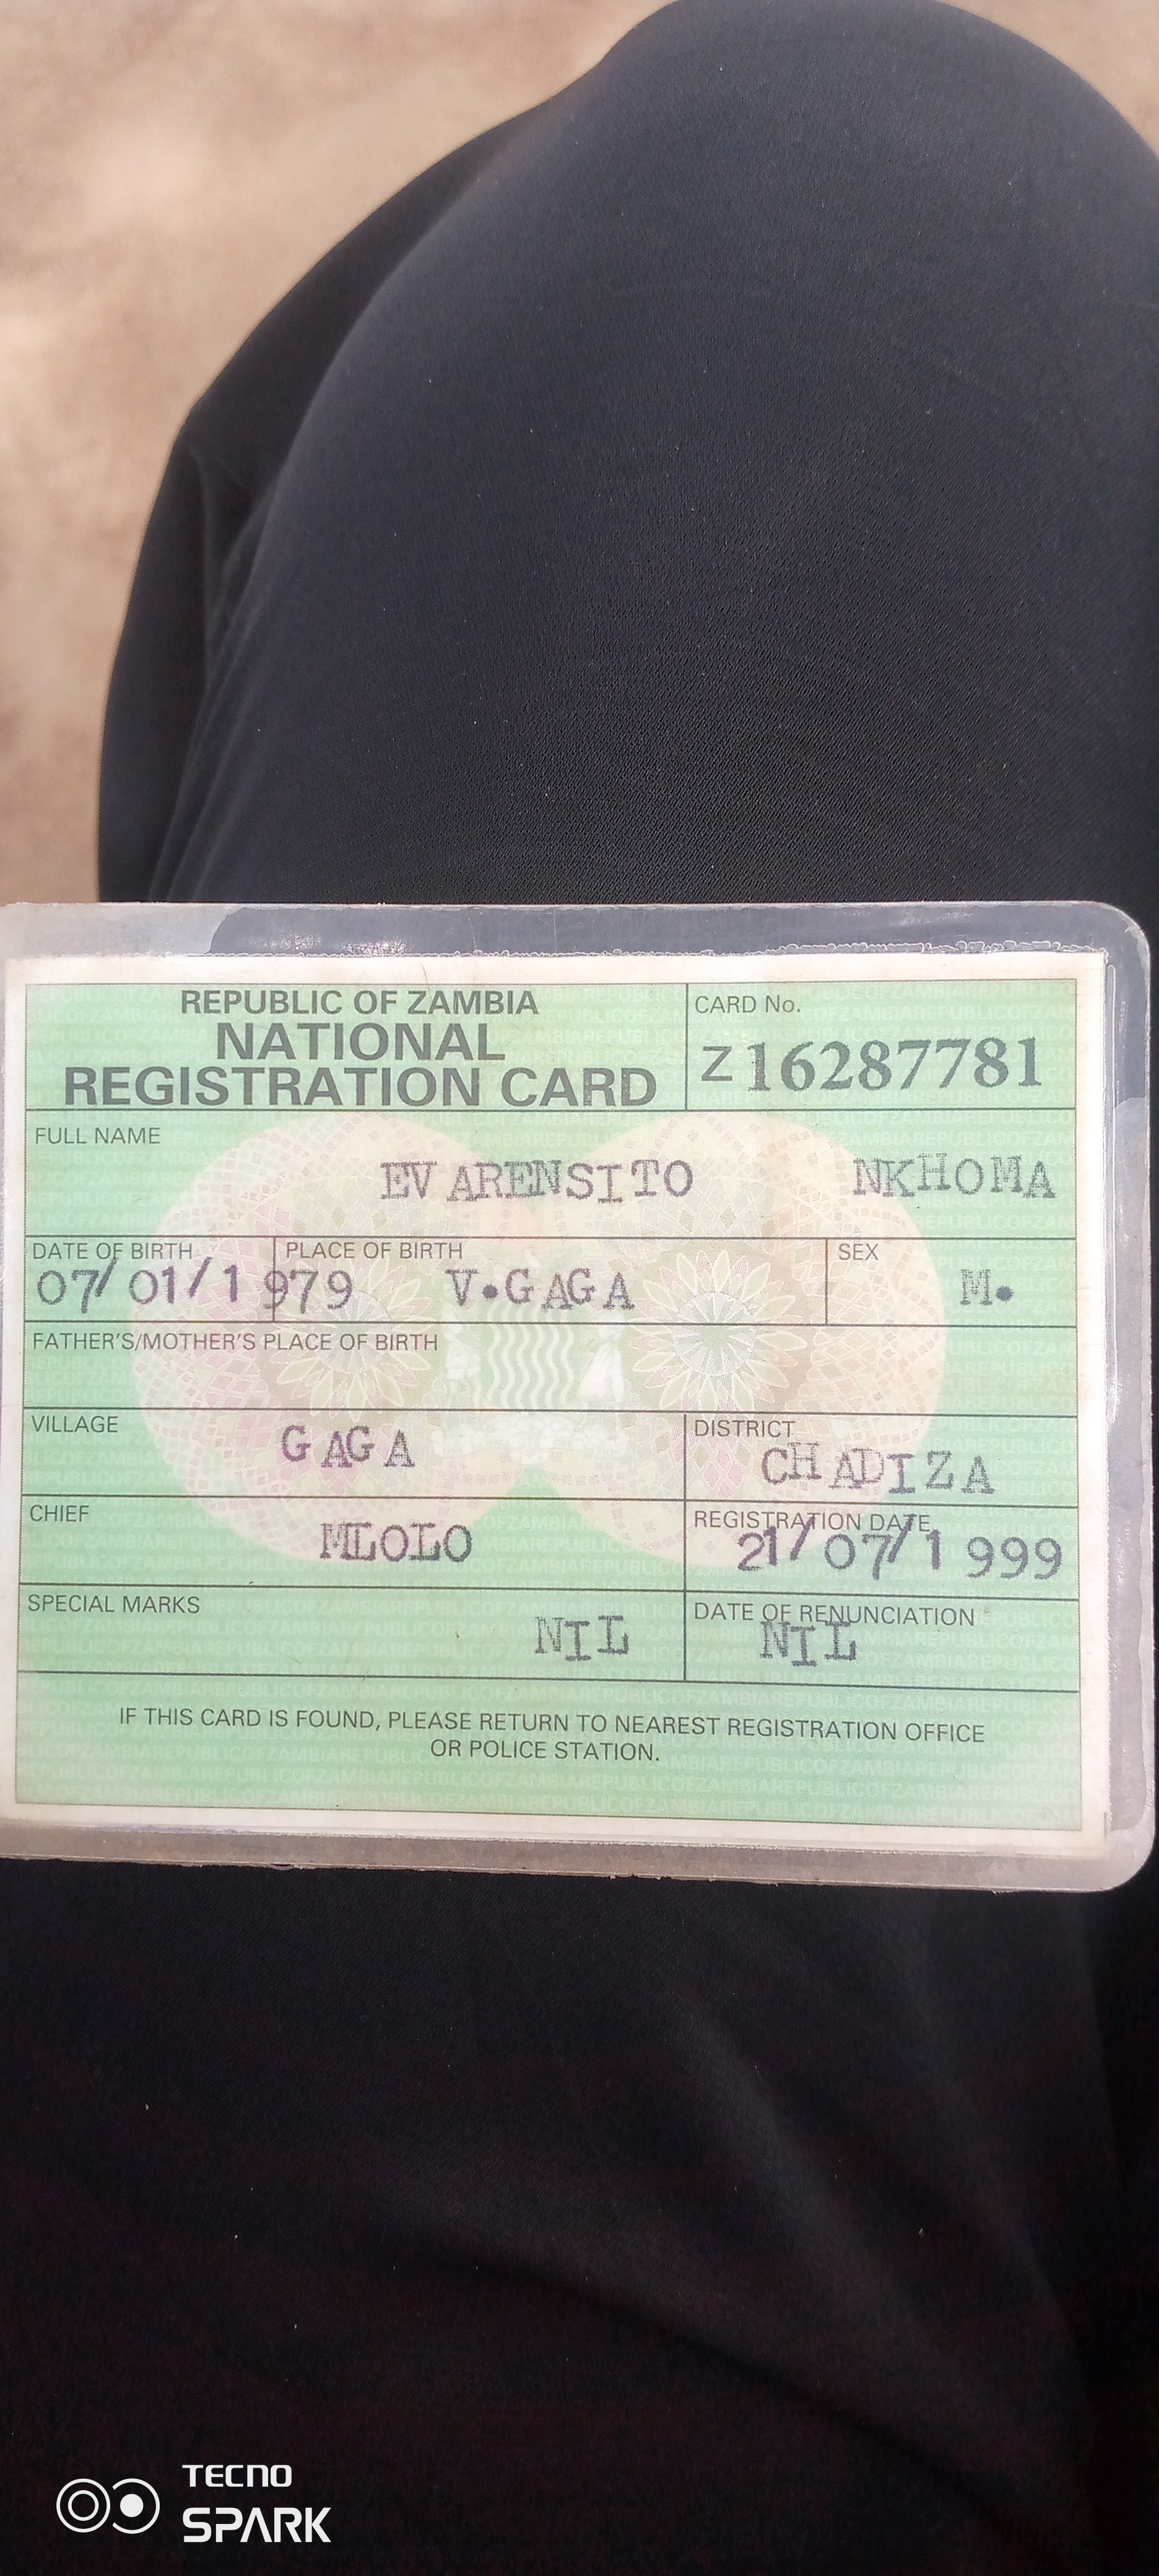 REPUBLIC OF ZAMBIA
NATIONAL
REGISTRATION CARD
CARD No.
Z 16287781
FULL NAME
EVARENSITO NKHOMA
DATE OF BIRTH
07/01/1979
PLACE OF BIRTH
V.GAGA
SEX
M.
FATHER'S/MOTHER'S PLACE OF BIRTH
VILLAGE
GAGA
DISTRICT
CHADIZA
CHIEF
MLOLO
REGISTRATION DATE
21/07/1999
SPECIAL MARKS
NIL
DATE OF RENUNCIATION
NIL
IF THIS CARD IS FOUND, PLEASE RETURN TO NEAREST REGISTRATION OFFICE
OR POLICE STATION.
TECNO
SPARK